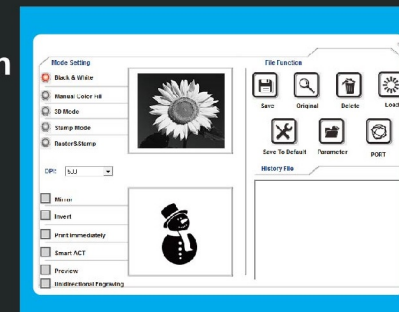 n
Mode Setting
Black & White
Manual Color Fill
3D Mode
Stamp Mode
Raster&Stamp
DPI:
Mirror
Invert
Print Immediately
Smart ACT
Preview
Unidirectional Engraving
File Function
Save
Original
Delete
Load
Save To Default
Parameter
PORT
History File